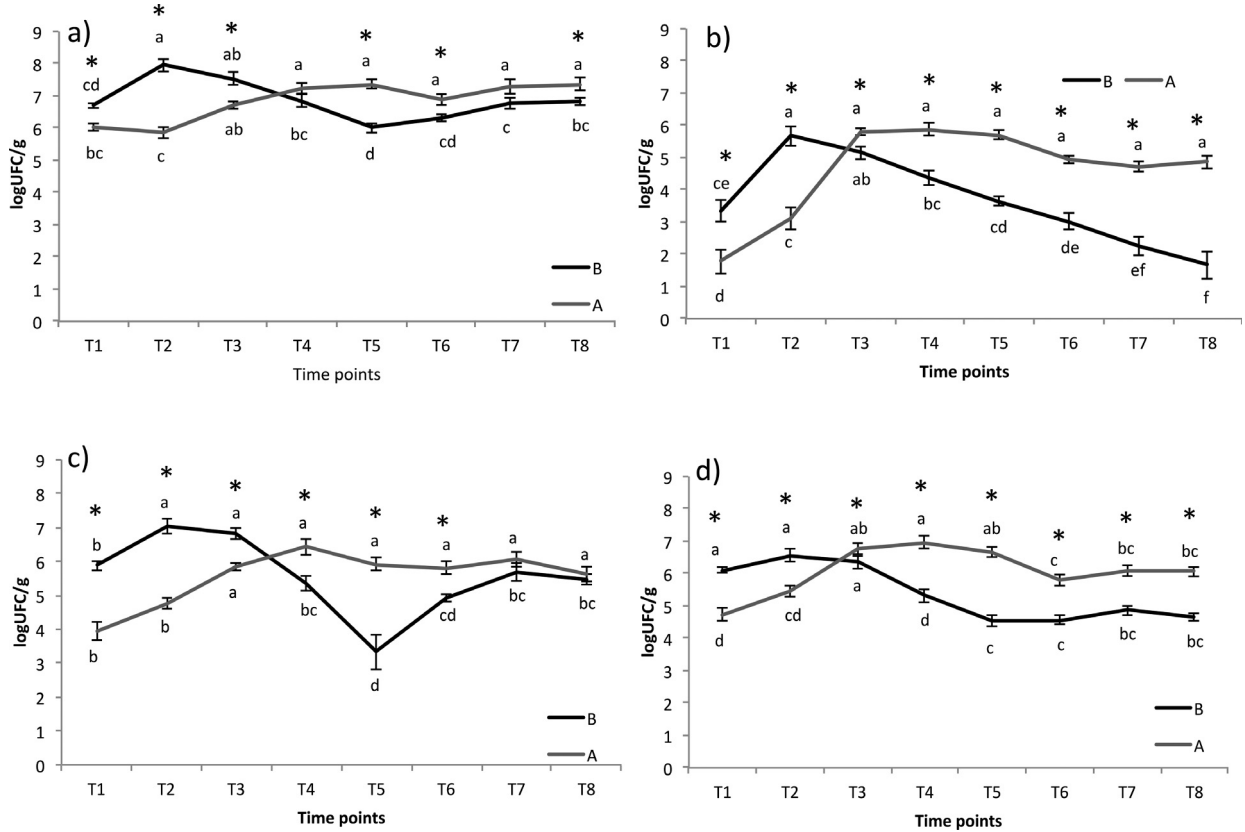 a)
9
8
7
6
5
4
3
2
1
0
logUFC/g
* * * * * *
cd a ab a a a a a
bc c ab bc d cd c bc
B
A
T1 T2 T3 T4 T5 T6 T7 T8
Time points
b)
9
8
7
6
5
4
3
2
1
0
logUFC/g
B A
* * * * * * * *
ce a a a a a a a
d c ab bc cd de ef f
T1 T2 T3 T4 T5 T6 T7 T8
Time points
c)
9
8
7
6
5
4
3
2
1
0
logUFC/g
* * * * * *
b a a a a a a a
b b a bc d cd bc bc
B
A
T1 T2 T3 T4 T5 T6 T7 T8
Time points
d)
9
8
7
6
5
4
3
2
1
0
logUFC/g
* * * * * * * *
a a ab a ab c bc bc
d cd a d c c bc bc
B
A
T1 T2 T3 T4 T5 T6 T7 T8
Time points